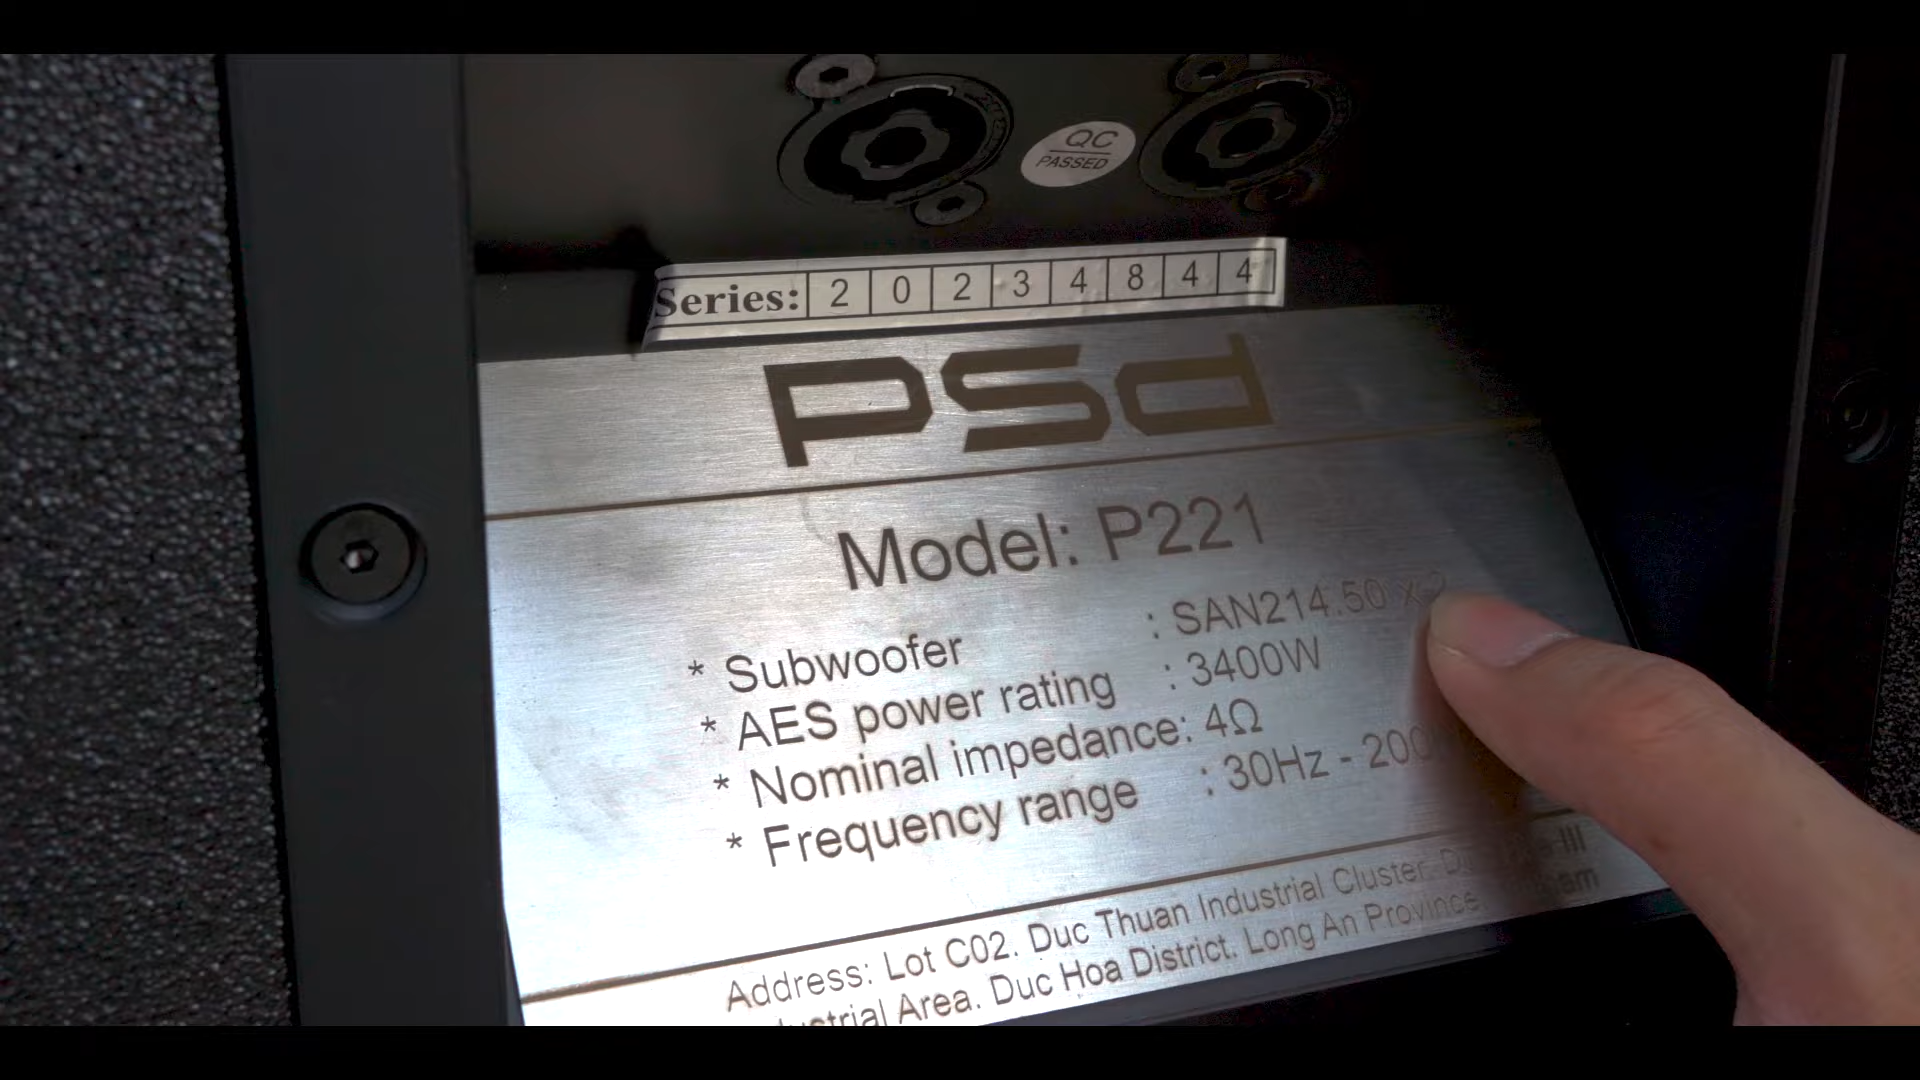 QC
PASSED
Series: 2 0 2 3 4 8 4 4
PSd
Model: P221
* Subwoofer : SAN214.50 x2
* AES power rating : 3400W
* Nominal impedance: 4Ω
* Frequency range : 30Hz - 200
Address: Lot C02. Duc Thuan Industrial Cluster. III
Area. Duc Hoa District. Long An Province